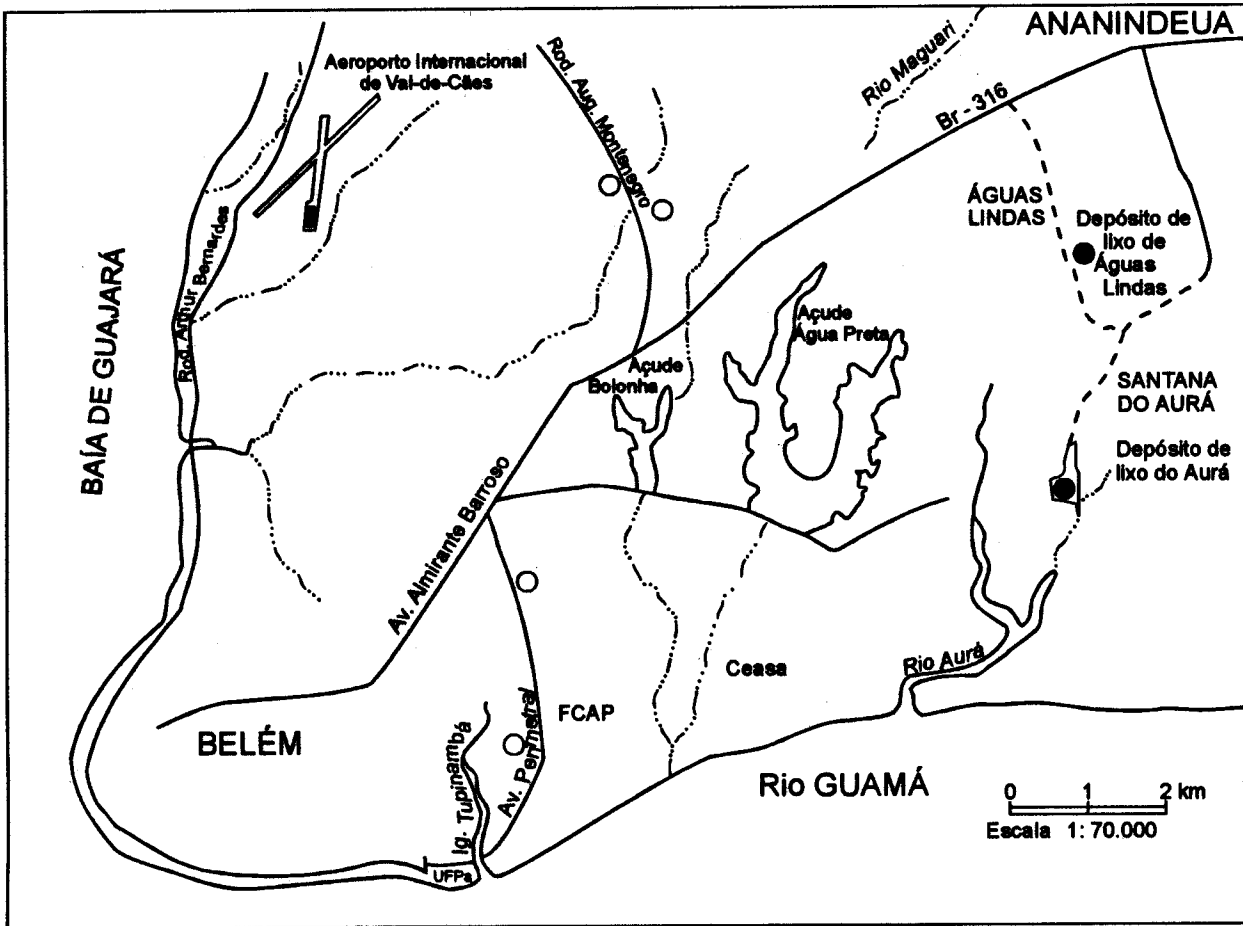 ANANINDEUA
Aeroporto Internacional
de Val-de-Cães
Rod. Aug. Montenegro
Rio Maguari
Br - 316
ÁGUAS
LINDAS
Depósito de
lixo de
Águas
Lindas
BAÍA DE GUAJARÁ
Rod. Arthur Bernardes
Açude
Água Preta
Açude
Bolonha
SANTANA
DO AURÁ
Depósito de
lixo do Aurá
Av. Almirante Barroso
Rio Aurá
Ceasa
FCAP
BELÉM
Ig. Tupinambá
Av. Perimetral
Rio GUAMÁ
0 1 2 km
Escala 1: 70.000
UFPa